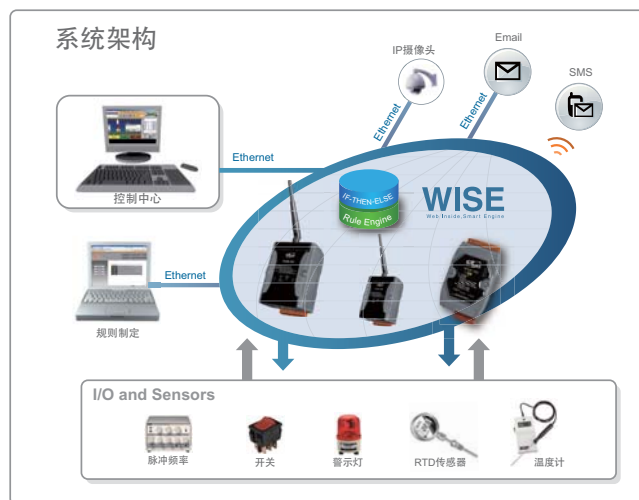 系统架构
IP摄像头
Email
SMS
Ethernet
Ethernet
Ethernet
控制中心
IF-THEN-ELSE
Rule Engine
WISE
Web Inside, Smart Engine
Ethernet
规则制定
I/O and Sensors
脉冲频率
开关
警示灯
RTD传感器
温度计